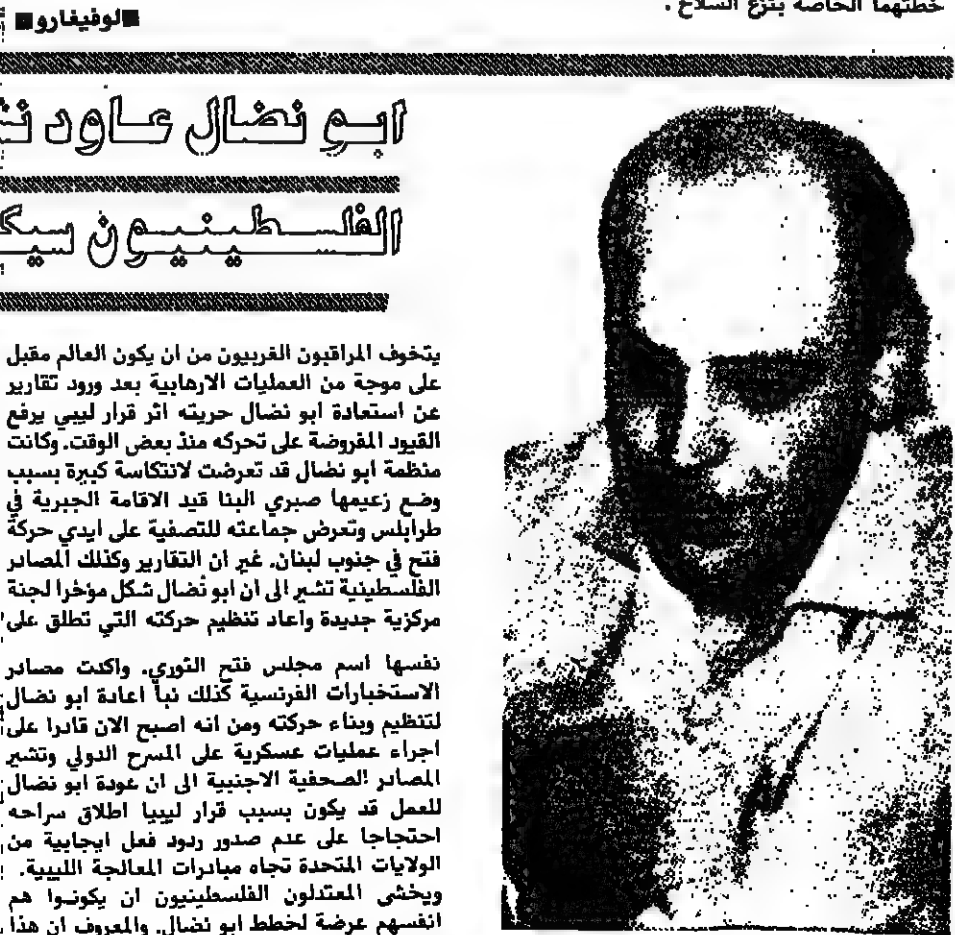 خطتهما الخاصة بنزع السلاح .
■لوفيغارو■
ابو نضال عاود
الفلسطينيون
يتخوف المراقبون الغربيون من ان يكون العالم مقبل
على موجة من العمليات الارهابية بعد ورود تقارير
عن استعادة ابو نضال حريته اثر قرار ليبي يرفع
القيود المفروضة على تحركه منذ بعض الوقت. وكانت
منظمة ابو نضال قد تعرضت لانتكاسة كبيرة بسبب
وضع زعيمها صبري البنا قيد الاقامة الجبرية في
طرابلس وتعرض جماعته للتصفية على ايدي حركة
فتح في جنوب لبنان. غير ان التقارير وكذلك المصادر
الفلسطينية تشير الى ان ابو نضال شكل مؤخرا لجنة
مركزية جديدة واعاد تنظيم حركته التي تطلق على
نفسها اسم مجلس فتح الثوري. واكدت مصادر
الاستخبارات الفرنسية كذلك نبأ اعادة ابو نضال
لتنظيم وبناء حركته ومن انه اصبح الان قادرا على
اجراء عمليات عسكرية على المسرح الدولي وتشير
المصادر الصحفية الاجنبية الى ان عودة ابو نضال
للعمل قد يكون بسبب قرار ليبيا اطلاق سراحه
احتجاجا على عدم صدور ردود فعل ايجابية من
الولايات المتحدة تجاه مبادرات المعالجة الليبية.
ويخشى المعتدلون الفلسطينيون ان يكونوا هم
انفسهم عرضة لخطط ابو نضال. والمعروف ان هذا